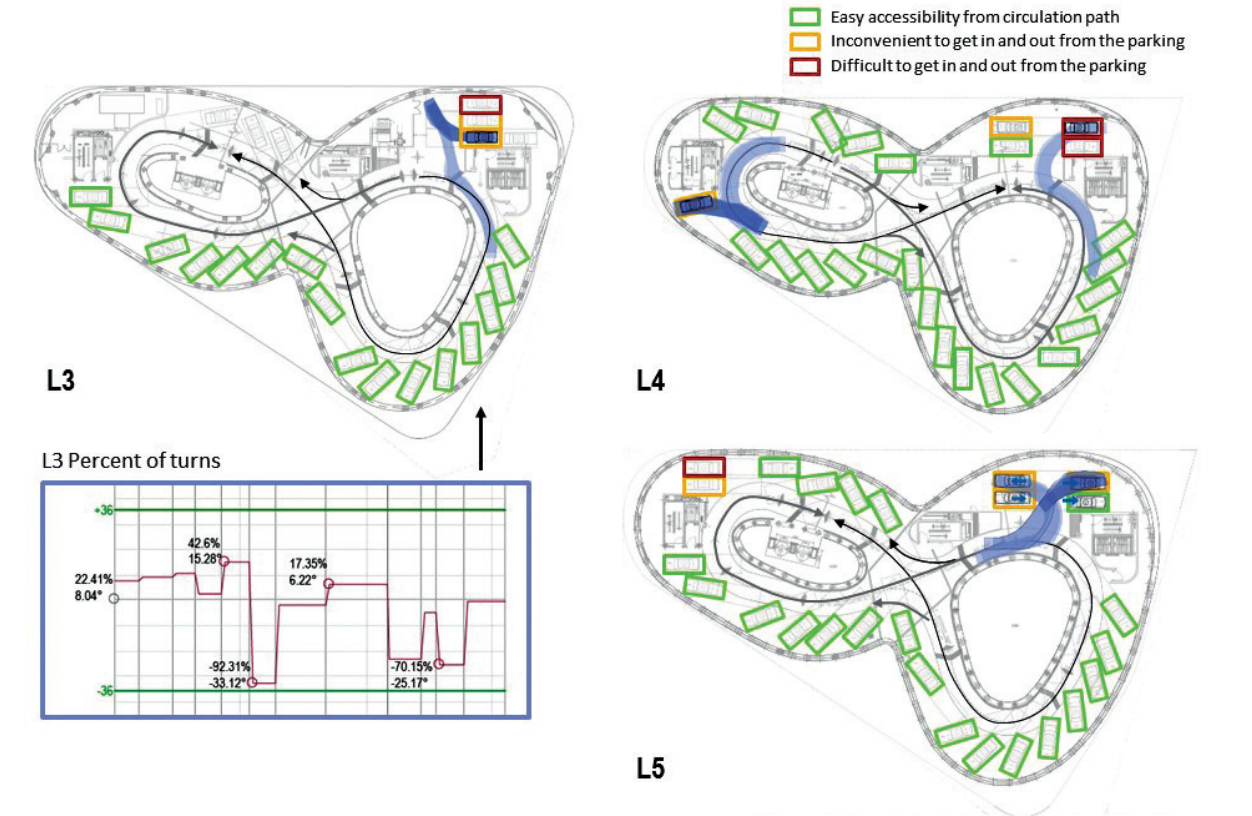 Easy accessibility from circulation path
Inconvenient to get in and out from the parking
Difficult to get in and out from the parking
L3
L4
L3 Percent of turns
+36
42.6%
15.28°
17.35%
6.22°
22.41%
8.04°
-92.31%
-33.12°
-70.15%
-25.17°
-36
L5